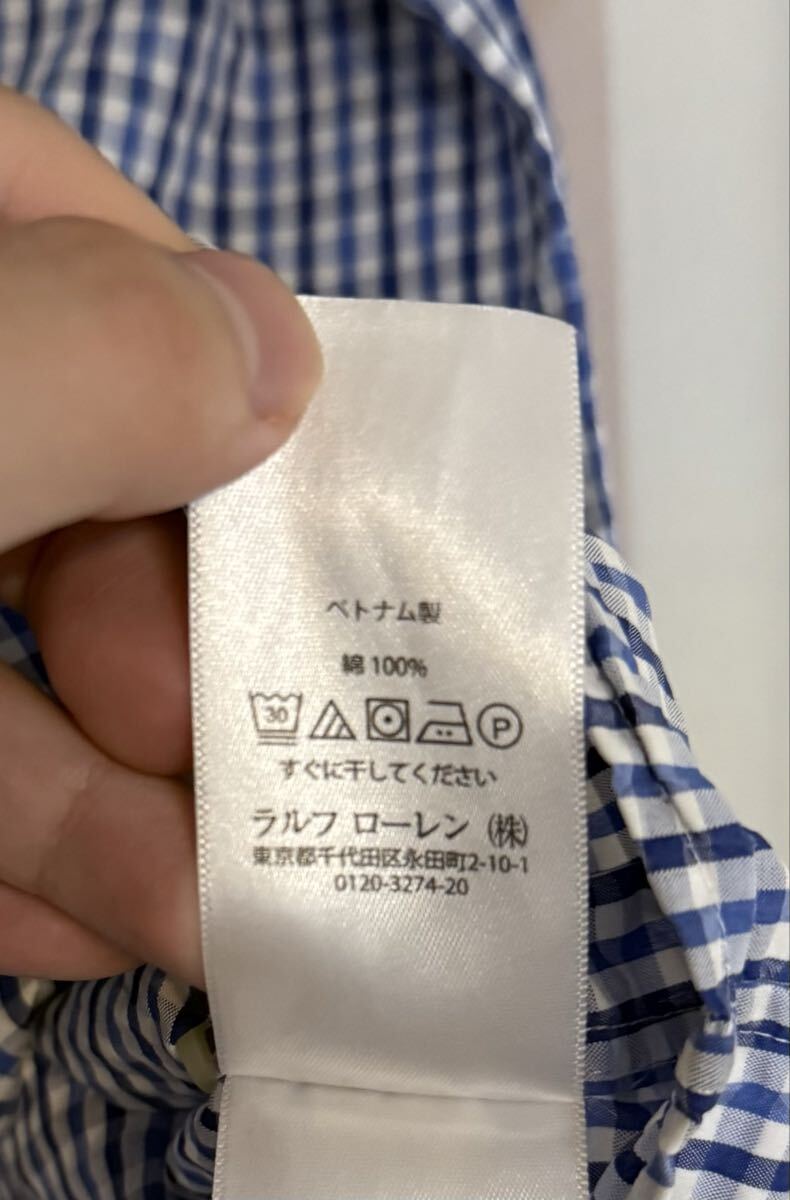 ベトナム製
綿 100%
30 P
すぐに干してください
ラルフ ローレン (株)
東京都千代田区永田町2-10-1
0120-3274-20